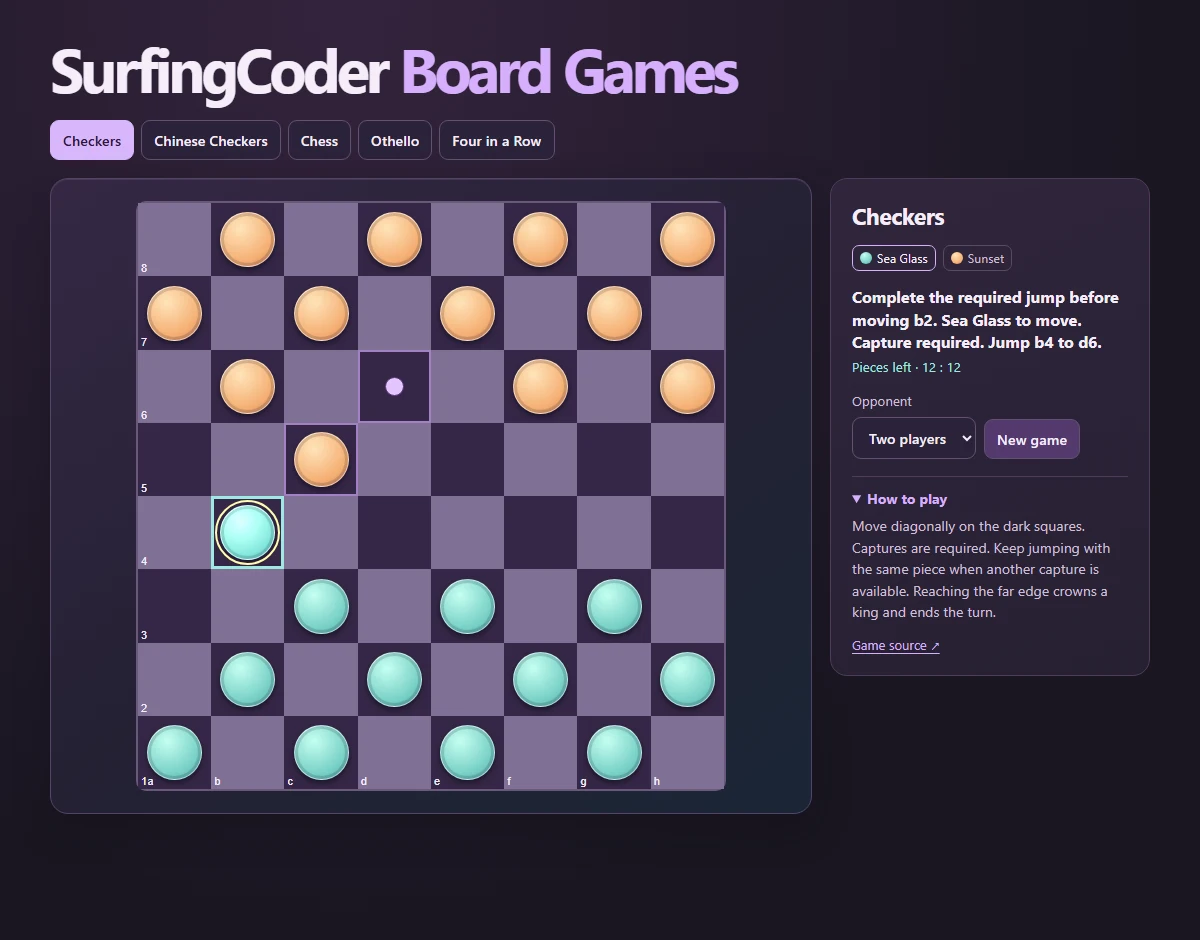 SurfingCoder Board Games
Checkers
Chinese Checkers
Chess
Othello
Four in a Row
8
7
6
5
4
3
2
1a
b
c
d
e
f
g
h
Checkers
Sea Glass
Sunset
Complete the required jump before
moving b2. Sea Glass to move.
Capture required. Jump b4 to d6.
Pieces left · 12 : 12
Opponent
Two players
New game
▼ How to play
Move diagonally on the dark squares.
Captures are required. Keep jumping with
the same piece when another capture is
available. Reaching the far edge crowns a
king and ends the turn.
Game source ↗